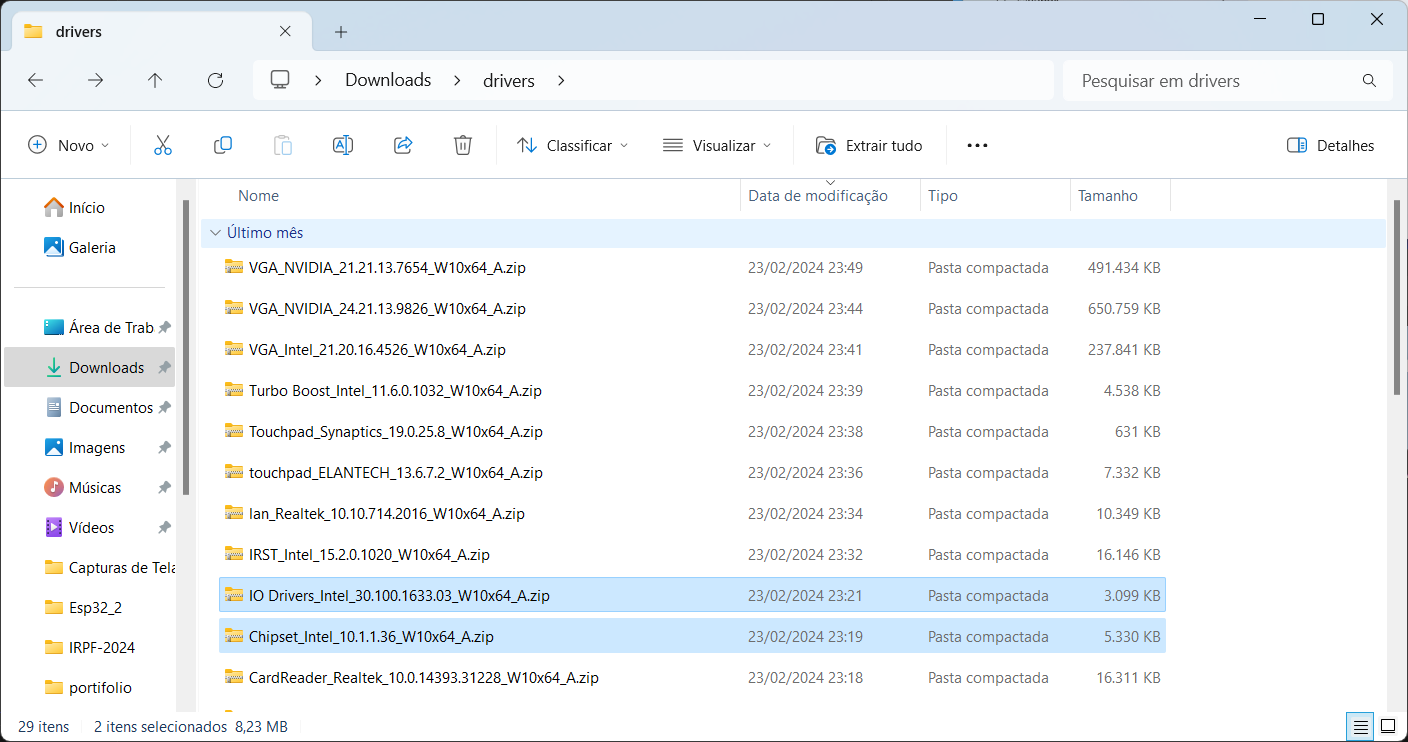 drivers
Downloads drivers Pesquisar em drivers
Novo Classificar Visualizar Extrair tudo Detalhes
Nome Data de modificação Tipo Tamanho
Início
Galeria
Área de Trab
Downloads
Documentos
Imagens
Músicas
Vídeos
Capturas de Tela
Esp32_2
IRPF-2024
portifolio
Último mês
VGA_NVIDIA_21.21.13.7654_W10x64_A.zip 23/02/2024 23:49 Pasta compactada 491.434 KB
VGA_NVIDIA_24.21.13.9826_W10x64_A.zip 23/02/2024 23:44 Pasta compactada 650.759 KB
VGA_Intel_21.20.16.4526_W10x64_A.zip 23/02/2024 23:41 Pasta compactada 237.841 KB
Turbo Boost_Intel_11.6.0.1032_W10x64_A.zip 23/02/2024 23:39 Pasta compactada 4.538 KB
Touchpad_Synaptics_19.0.25.8_W10x64_A.zip 23/02/2024 23:38 Pasta compactada 631 KB
touchpad_ELANTECH_13.6.7.2_W10x64_A.zip 23/02/2024 23:36 Pasta compactada 7.332 KB
lan_Realtek_10.10.714.2016_W10x64_A.zip 23/02/2024 23:34 Pasta compactada 10.349 KB
IRST_Intel_15.2.0.1020_W10x64_A.zip 23/02/2024 23:32 Pasta compactada 16.146 KB
IO Drivers_Intel_30.100.1633.03_W10x64_A.zip 23/02/2024 23:21 Pasta compactada 3.099 KB
Chipset_Intel_10.1.1.36_W10x64_A.zip 23/02/2024 23:19 Pasta compactada 5.330 KB
CardReader_Realtek_10.0.14393.31228_W10x64_A.zip 23/02/2024 23:18 Pasta compactada 16.311 KB
29 itens 2 itens selecionados 8,23 MB